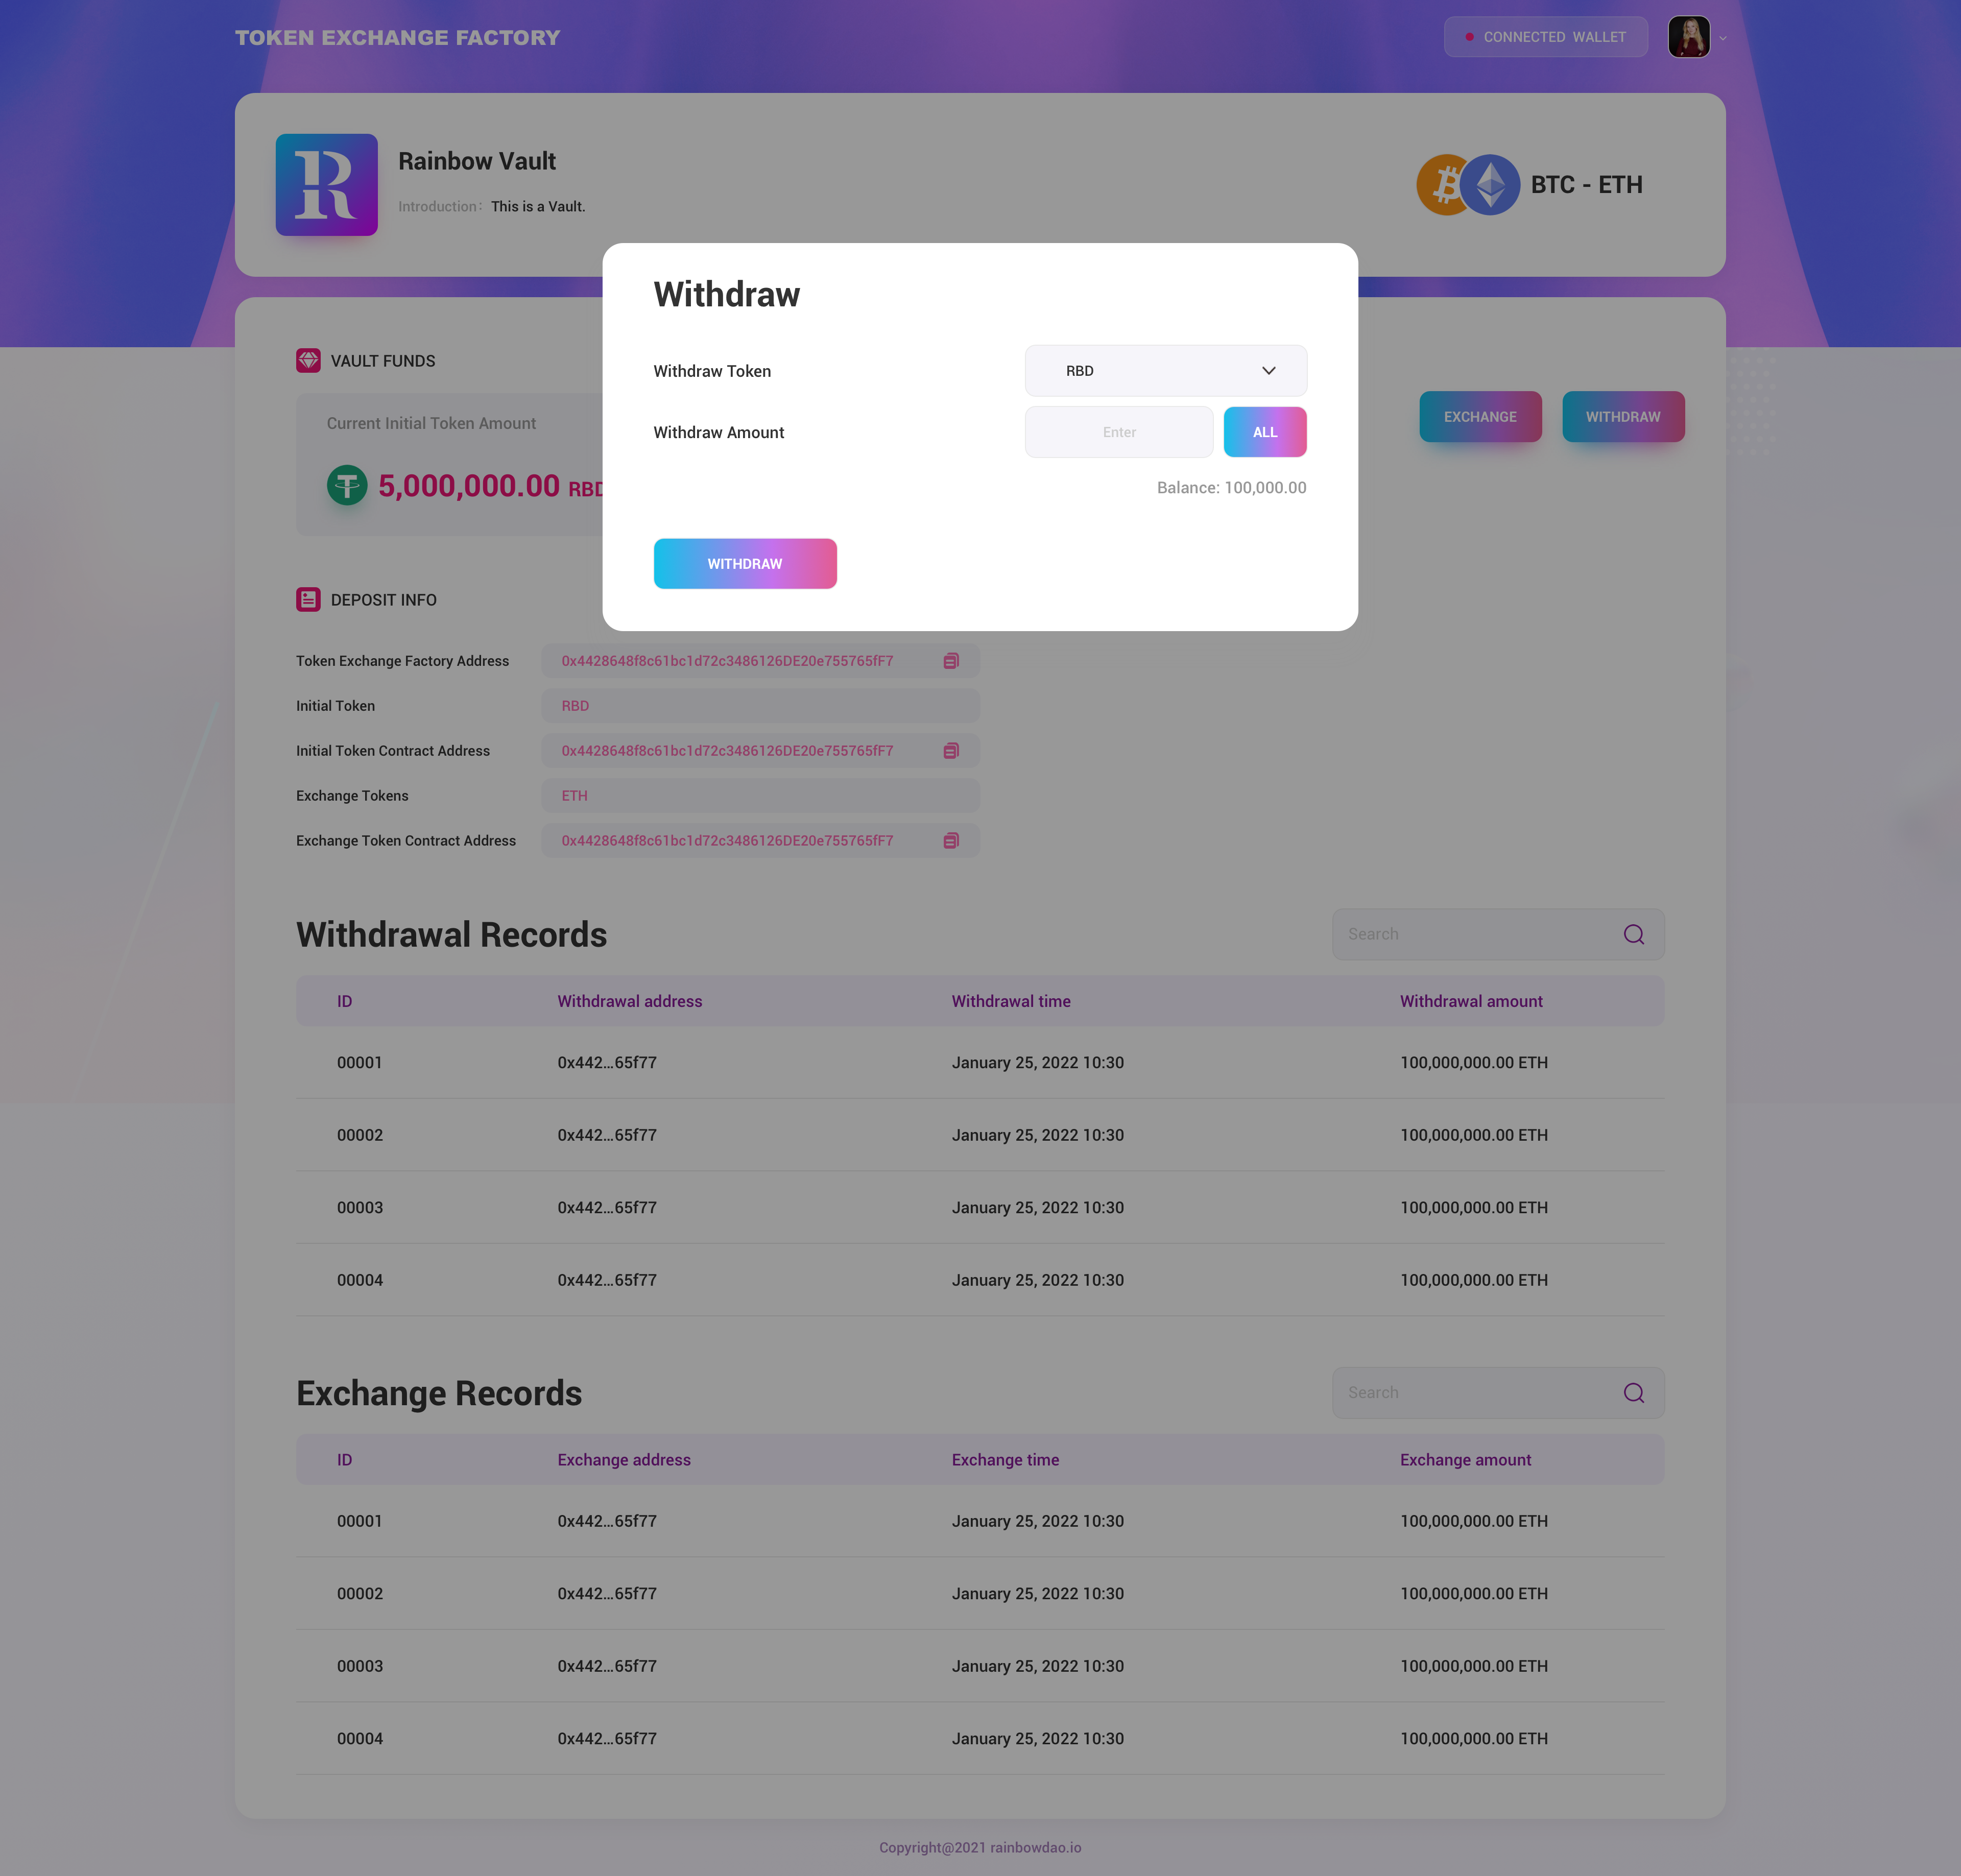 TOKEN EXCHANGE FACTORY
CONNECTED WALLET
Rainbow Vault
Introduction: This is a Vault.
BTC - ETH
Withdraw
Withdraw Token
RBD
Withdraw Amount
Enter
ALL
Balance: 100,000.00
WITHDRAW
VAULT FUNDS
Current Initial Token Amount
5,000,000.00 RBD
EXCHANGE
WITHDRAW
DEPOSIT INFO
Token Exchange Factory Address 0x4428648f8c61bc1d72c3486126DE20e755765fF7
Initial Token RBD
Initial Token Contract Address 0x4428648f8c61bc1d72c3486126DE20e755765fF7
Exchange Tokens ETH
Exchange Token Contract Address 0x4428648f8c61bc1d72c3486126DE20e755765fF7
Withdrawal Records
Search
ID Withdrawal address Withdrawal time Withdrawal amount
00001 0x442...65f77 January 25, 2022 10:30 100,000,000.00 ETH
00002 0x442...65f77 January 25, 2022 10:30 100,000,000.00 ETH
00003 0x442...65f77 January 25, 2022 10:30 100,000,000.00 ETH
00004 0x442...65f77 January 25, 2022 10:30 100,000,000.00 ETH
Exchange Records
Search
ID Exchange address Exchange time Exchange amount
00001 0x442...65f77 January 25, 2022 10:30 100,000,000.00 ETH
00002 0x442...65f77 January 25, 2022 10:30 100,000,000.00 ETH
00003 0x442...65f77 January 25, 2022 10:30 100,000,000.00 ETH
00004 0x442...65f77 January 25, 2022 10:30 100,000,000.00 ETH
Copyright@2021 rainbowdao.io